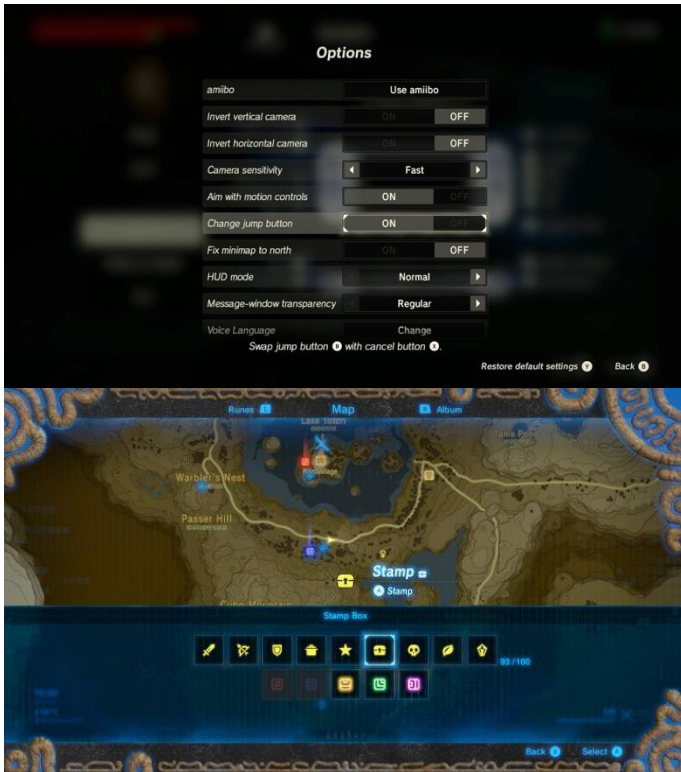 Options
amiibo Use amiibo
Invert vertical camera ON OFF
Invert horizontal camera ON OFF
Camera sensitivity Fast
Aim with motion controls ON OFF
Change jump button ON OFF
Fix minimap to north ON OFF
HUD mode Normal
Message-window transparency Regular
Voice Language Change
Swap jump button B with cancel button X.
Restore default settings Y Back B
Runes L Map R Album
Lake Totori
Warbler's Nest
Passer Hill
Stamp
A Stamp
Stamp Box
93/100
Back B Select A